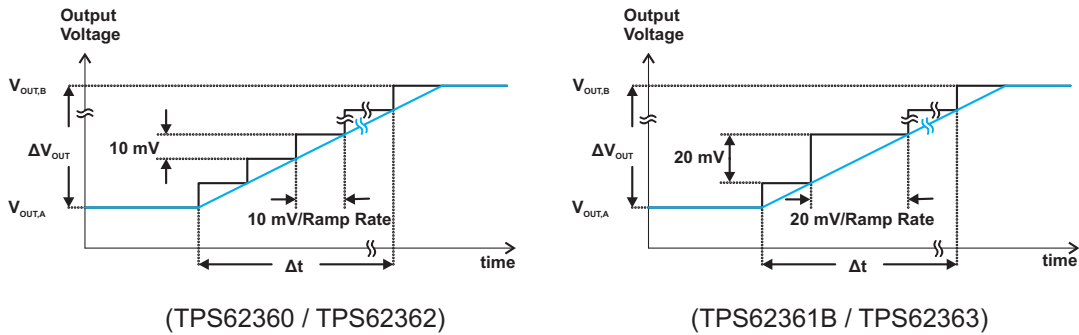 Output
Voltage
V_OUT,B
ΔV_OUT
10 mV
V_OUT,A
10 mV/Ramp Rate
time
Δt
(TPS62360 / TPS62362)
Output
Voltage
V_OUT,B
ΔV_OUT
20 mV
V_OUT,A
20 mV/Ramp Rate
time
Δt
(TPS62361B / TPS62363)